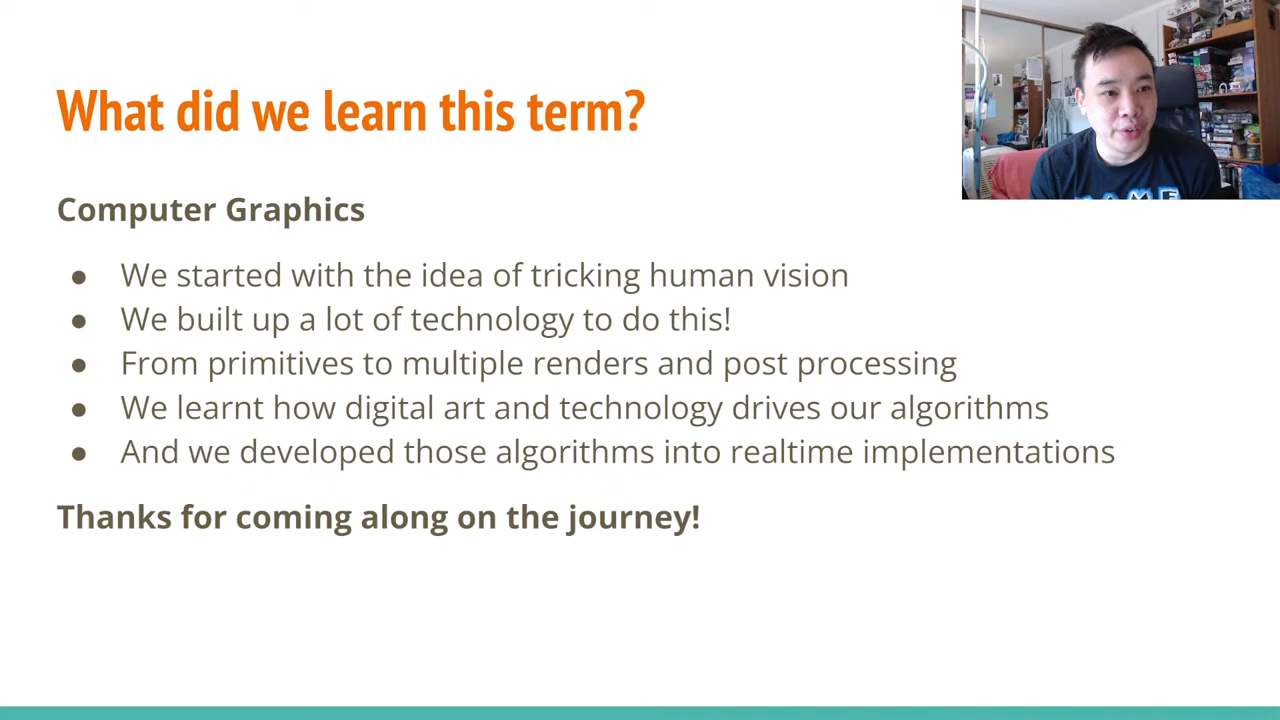 What did we learn this term?
Computer Graphics
● We started with the idea of tricking human vision
● We built up a lot of technology to do this!
● From primitives to multiple renders and post processing
● We learnt how digital art and technology drives our algorithms
● And we developed those algorithms into realtime implementations
Thanks for coming along on the journey!